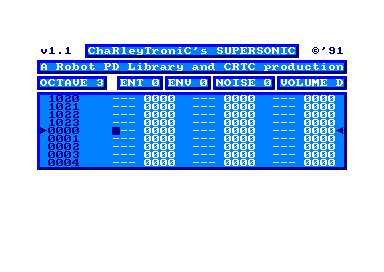 v1.1 ChaRleyTroniC's SUPERSONIC ©'91
A Robot PD Library and CRTC production
OCTAVE 3 ENT 0 ENV 0 NOISE 0 VOLUME D
1020 --- 0000 --- 0000 --- 0000
1021 --- 0000 --- 0000 --- 0000
1022 --- 0000 --- 0000 --- 0000
1023 --- 0000 --- 0000 --- 0000
0000 -- 0000 --- 0000 --- 0000
0001 --- 0000 --- 0000 --- 0000
0002 --- 0000 --- 0000 --- 0000
0003 --- 0000 --- 0000 --- 0000
0004 --- 0000 --- 0000 --- 0000